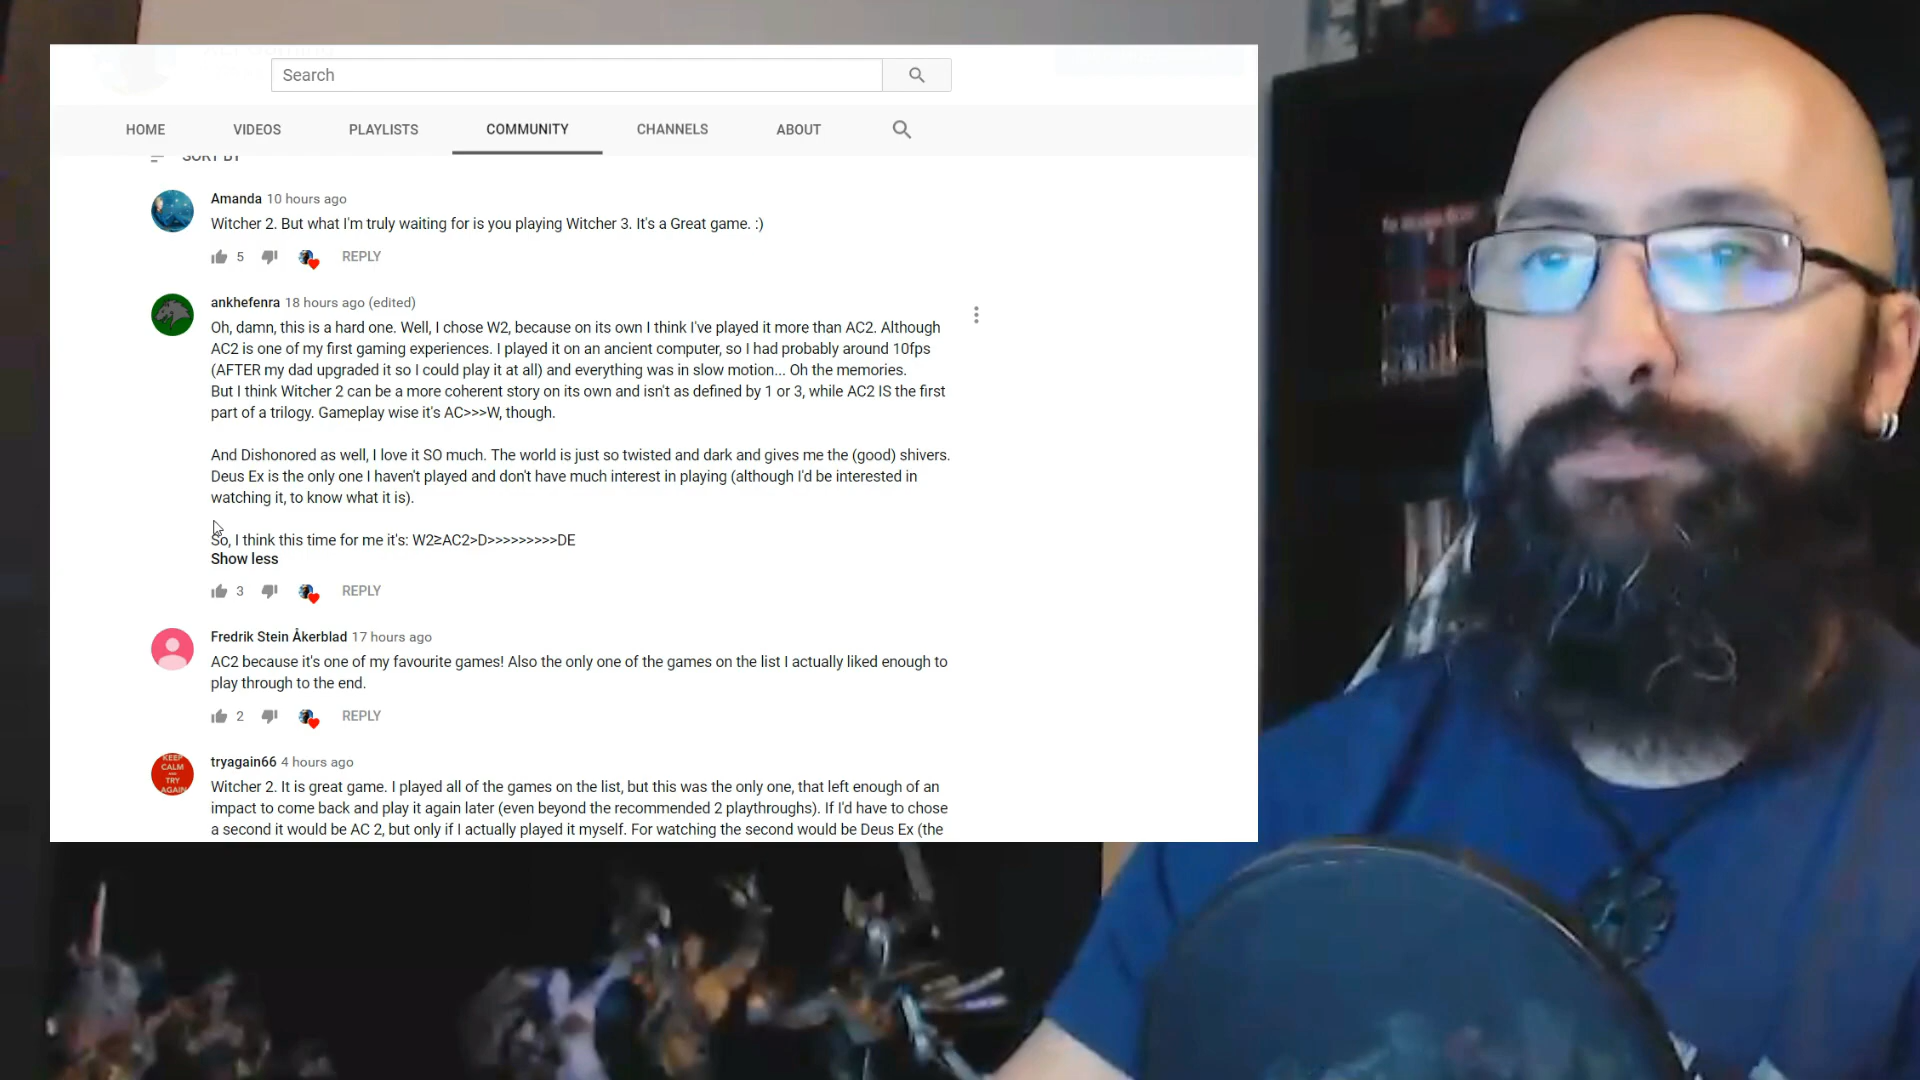 Search
HOME VIDEOS PLAYLISTS COMMUNITY CHANNELS ABOUT
SORT BY
Amanda 10 hours ago
Witcher 2. But what I'm truly waiting for is you playing Witcher 3. It's a Great game. :)
5 REPLY
ankhefenra 18 hours ago (edited)
Oh, damn, this is a hard one. Well, I chose W2, because on its own I think I've played it more than AC2. Although
AC2 is one of my first gaming experiences. I played it on an ancient computer, so I had probably around 10fps
(AFTER my dad upgraded it so I could play it at all) and everything was in slow motion... Oh the memories.
But I think Witcher 2 can be a more coherent story on its own and isn't as defined by 1 or 3, while AC2 IS the first
part of a trilogy. Gameplay wise it's AC>>>W, though.
And Dishonored as well, I love it SO much. The world is just so twisted and dark and gives me the (good) shivers.
Deus Ex is the only one I haven't played and don't have much interest in playing (although I'd be interested in
watching it, to know what it is).
So, I think this time for me it's: W2≥AC2>D>>>>>>>>>DE
Show less
3 REPLY
Fredrik Stein Åkerblad 17 hours ago
AC2 because it's one of my favourite games! Also the only one of the games on the list I actually liked enough to
play through to the end.
2 REPLY
KEEP
CALM
AND
TRY
AGAIN
tryagain66 4 hours ago
Witcher 2. It is great game. I played all of the games on the list, but this was the only one, that left enough of an
impact to come back and play it again later (even beyond the recommended 2 playthroughs). If I'd have to chose
a second it would be AC 2, but only if I actually played it myself. For watching the second would be Deus Ex (the